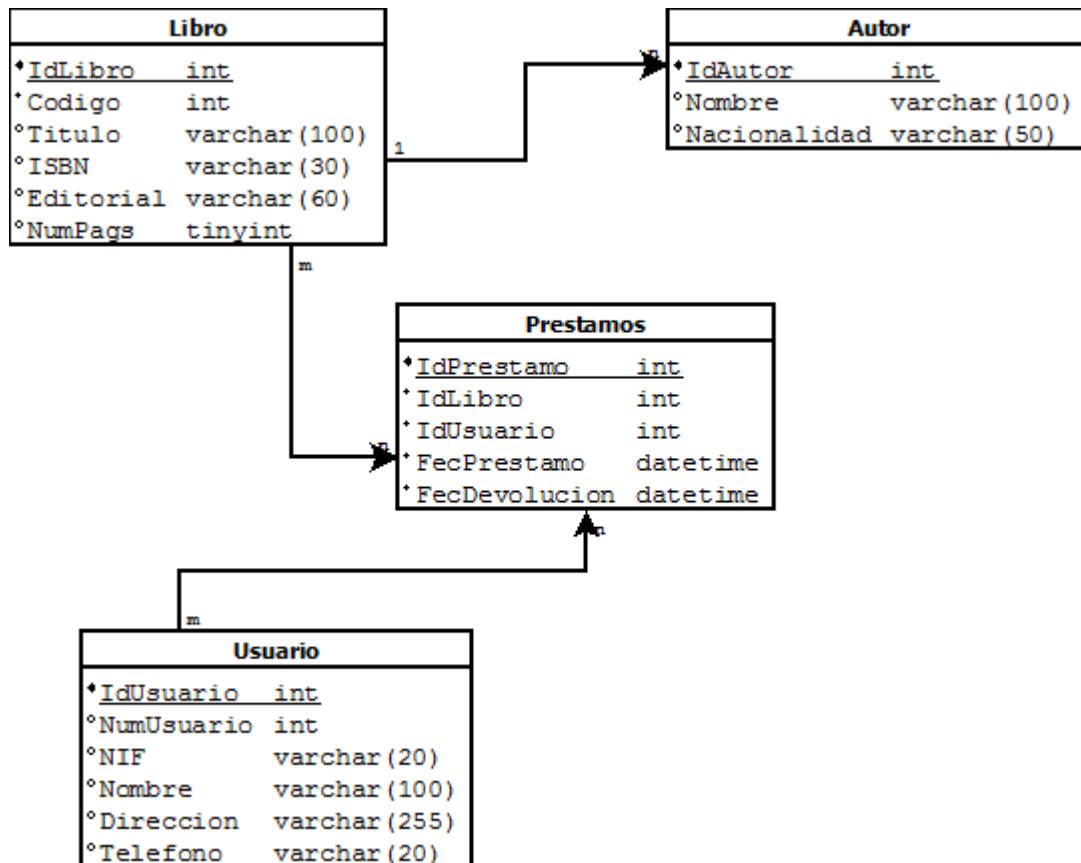 Libro
IdLibro int
Codigo int
Titulo varchar(100)
ISBN varchar(30)
Editorial varchar(60)
NumPags tinyint
1
n
Autor
IdAutor int
Nombre varchar(100)
Nacionalidad varchar(50)
m
n
Prestamos
IdPrestamo int
IdLibro int
IdUsuario int
FecPrestamo datetime
FecDevolucion datetime
n
m
Usuario
IdUsuario int
NumUsuario int
NIF varchar(20)
Nombre varchar(100)
Direccion varchar(255)
Telefono varchar(20)